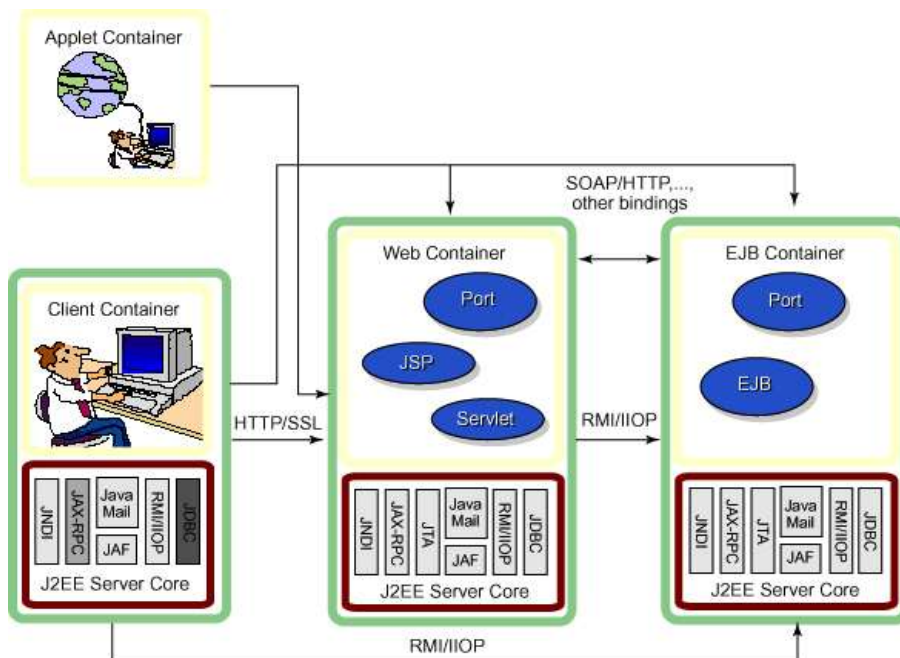 Applet Container
SOAP/HTTP,...,
other bindings
Web Container
EJB Container
Client Container
Port
JSP
Servlet
Port
EJB
HTTP/SSL
RMI/IIOP
JNDI
JAX-RPC
Java
Mail
JAF
RMI/IIOP
JDBC
J2EE Server Core
JNDI
JAX-RPC
JTA
Java
Mail
JAF
RMI/IIOP
JDBC
J2EE Server Core
JNDI
JAX-RPC
JTA
Java
Mail
JAF
RMI/IIOP
JDBC
J2EE Server Core
RMI/IIOP